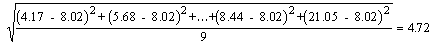 √(((4.17 - 8.02)² + (5.68 - 8.02)² +...+(8.44 - 8.02)² +(21.05 - 8.02)²) / 9) = 4.72